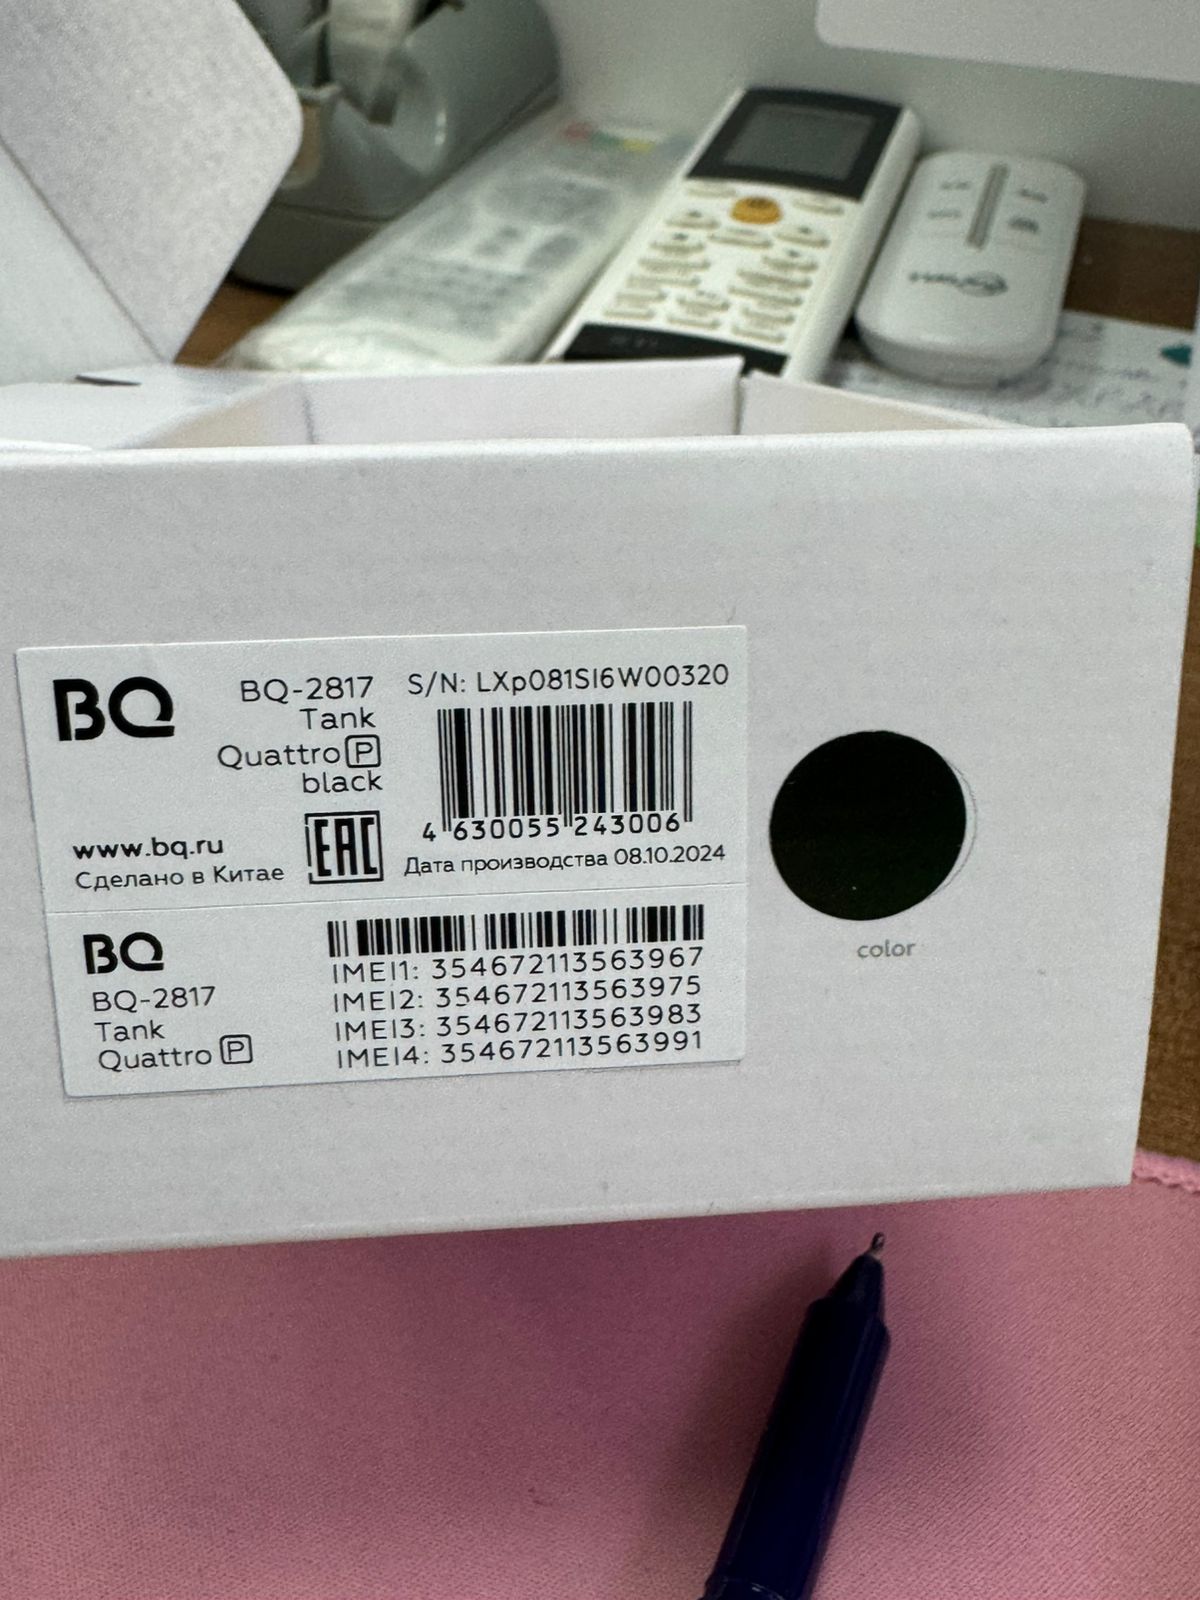 BQ
BQ-2817
Tank
Quattro P
black
S/N: LXp081SI6W00320
4 630055 243006
www.bq.ru
Сделано в Китае
EAC
Дата производства 08.10.2024
BQ
BQ-2817
Tank
Quattro P
IMEI1: 354672113563967
IMEI2: 354672113563975
IMEI3: 354672113563983
IMEI4: 354672113563991
color